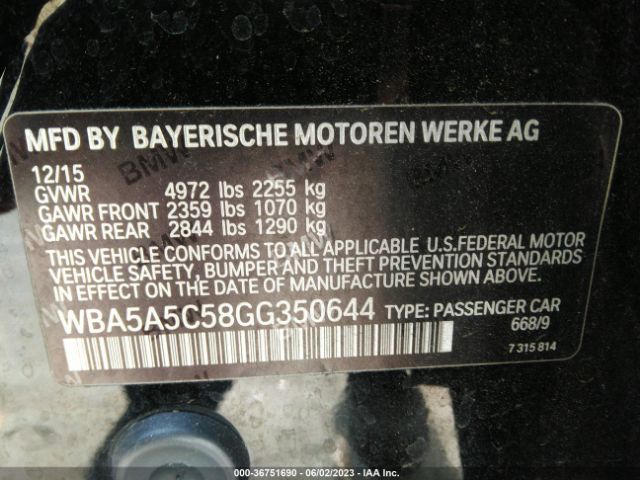 MFD BY BAYERISCHE MOTOREN WERKE AG
12/15
GVWR 4972 lbs 2255 kg
GAWR FRONT 2359 lbs 1070 kg
GAWR REAR 2844 lbs 1290 kg
THIS VEHICLE CONFORMS TO ALL APPLICABLE U.S.FEDERAL MOTOR
VEHICLE SAFETY, BUMPER AND THEFT PREVENTION STANDARDS
IN EFFECT ON THE DATE OF MANUFACTURE SHOWN ABOVE.
WBA5A5C58GG350644 TYPE: PASSENGER CAR
668/9
7 315 814
000-36751690 - 06/02/2023 - IAA Inc.